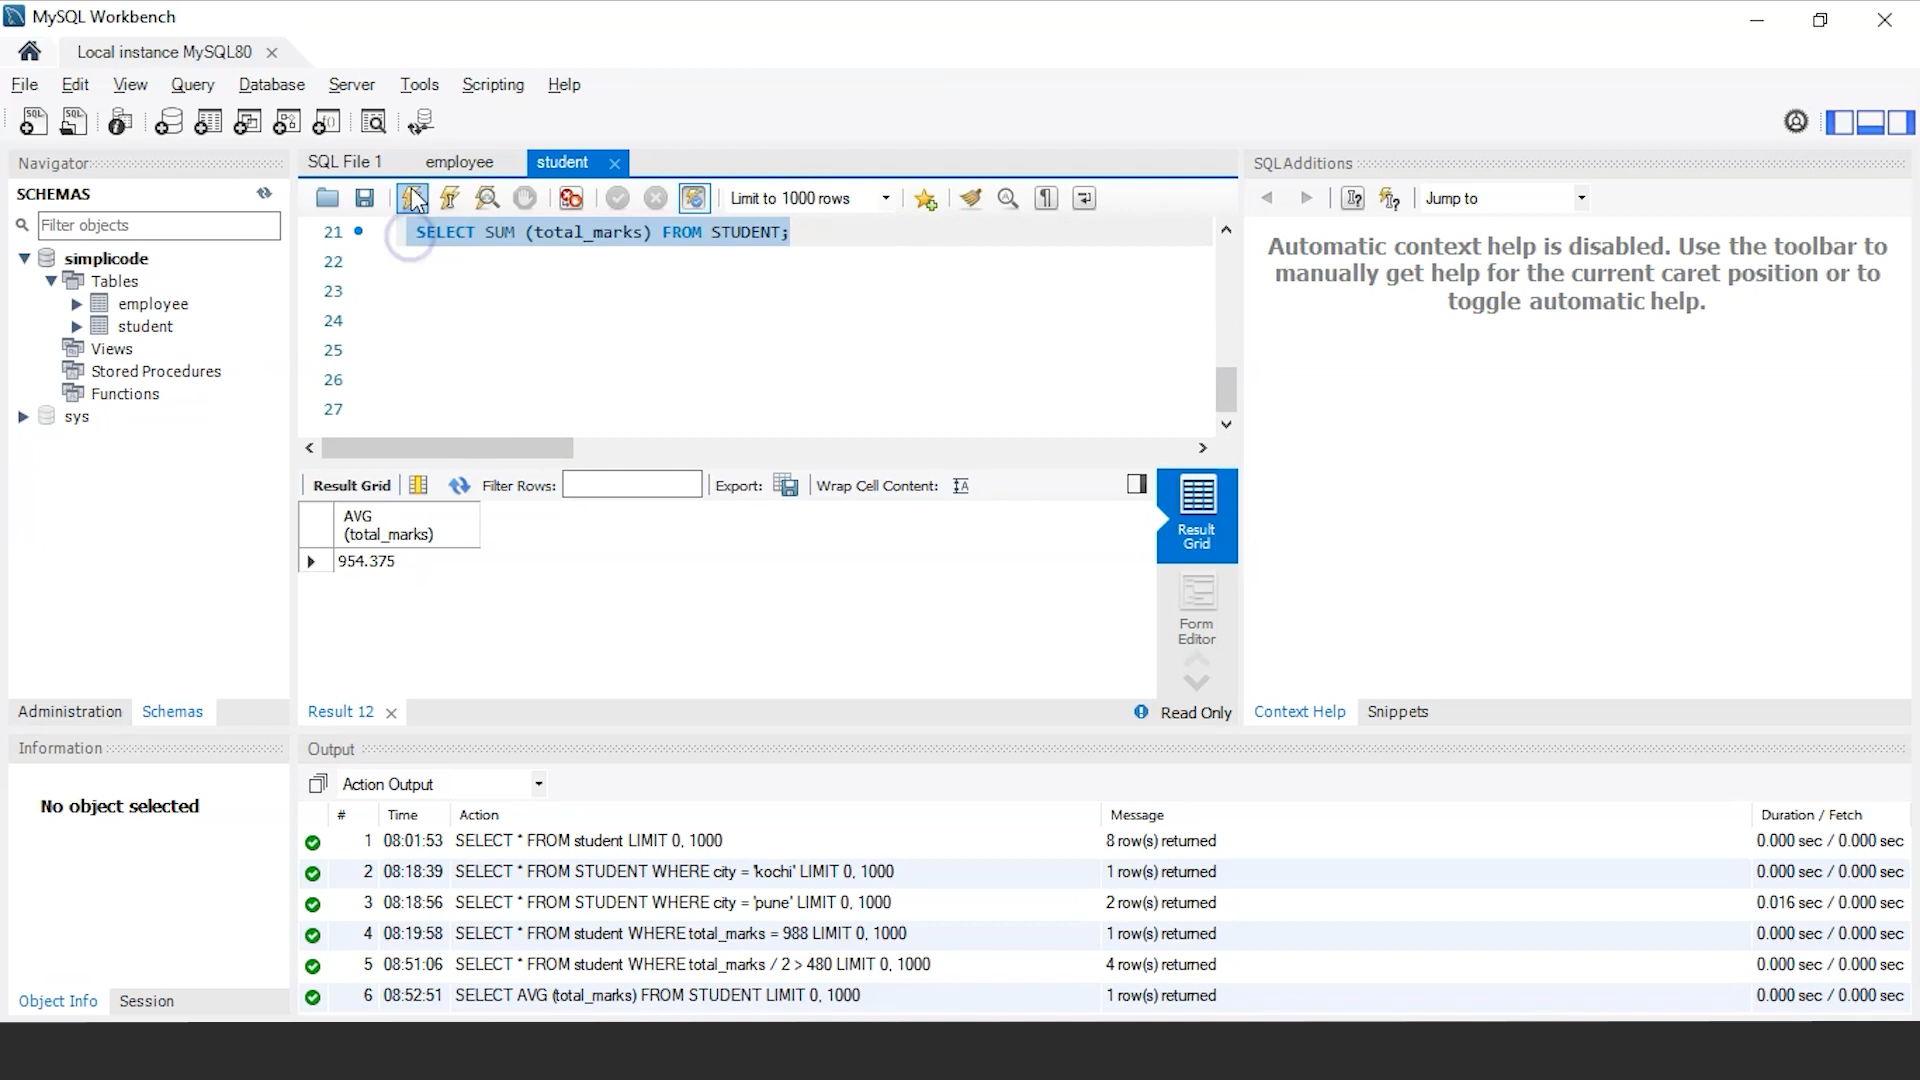 MySQL Workbench
Local instance MySQL80
File Edit View Query Database Server Tools Scripting Help
Navigator
SCHEMAS
Filter objects
simplicode
Tables
employee
student
Views
Stored Procedures
Functions
sys
Administration Schemas
Information
No object selected
Object Info Session
SQL File 1 employee student
Limit to 1000 rows
21 SELECT SUM (total_marks) FROM STUDENT;
22
23
24
25
26
27
Result Grid Filter Rows: Export: Wrap Cell Content:
AVG
(total_marks)
954.375
Result
Grid
Form
Editor
Result 12 Read Only
SQLAdditions
Jump to
Automatic context help is disabled. Use the toolbar to
manually get help for the current caret position or to
toggle automatic help.
Context Help Snippets
Output
Action Output
# Time Action Message Duration / Fetch
1 08:01:53 SELECT * FROM student LIMIT 0, 1000 8 row(s) returned 0.000 sec / 0.000 sec
2 08:18:39 SELECT * FROM STUDENT WHERE city = 'kochi' LIMIT 0, 1000 1 row(s) returned 0.000 sec / 0.000 sec
3 08:18:56 SELECT * FROM STUDENT WHERE city = 'pune' LIMIT 0, 1000 2 row(s) returned 0.016 sec / 0.000 sec
4 08:19:58 SELECT * FROM student WHERE total_marks = 988 LIMIT 0, 1000 1 row(s) returned 0.000 sec / 0.000 sec
5 08:51:06 SELECT * FROM student WHERE total_marks / 2 > 480 LIMIT 0, 1000 4 row(s) returned 0.000 sec / 0.000 sec
6 08:52:51 SELECT AVG (total_marks) FROM STUDENT LIMIT 0, 1000 1 row(s) returned 0.000 sec / 0.000 sec